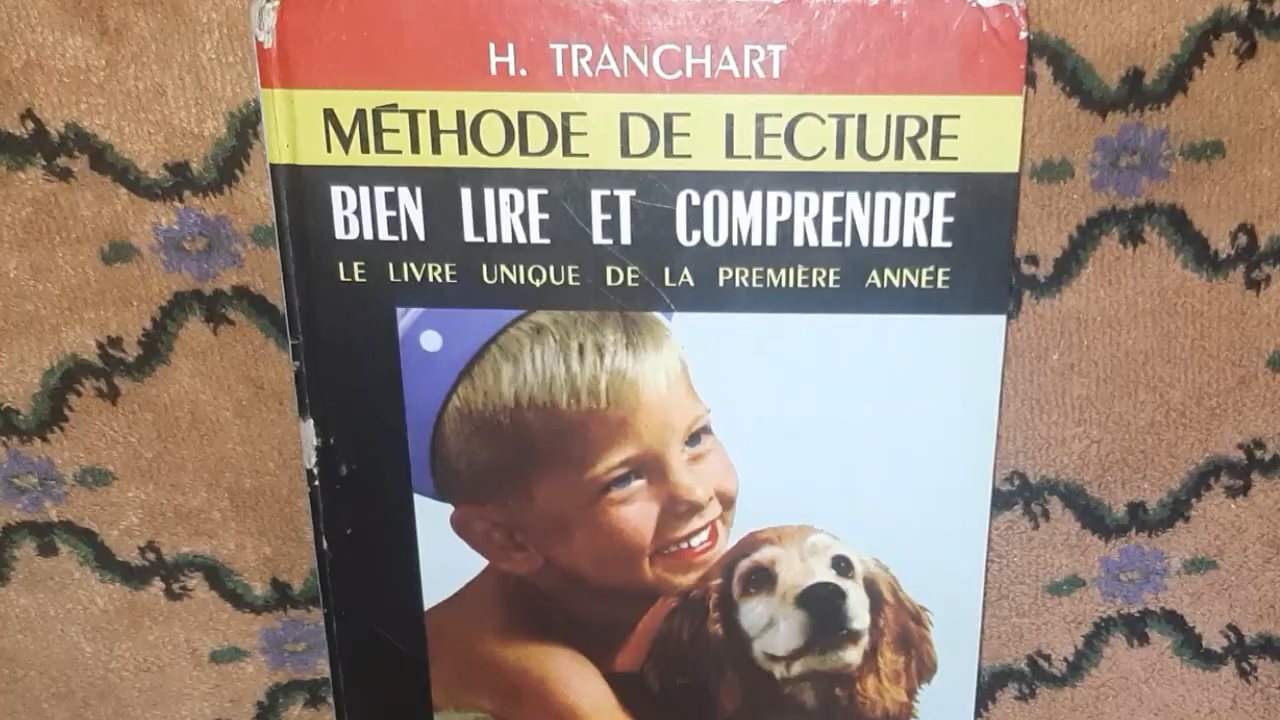 H. TRANCHART
MÉTHODE DE LECTURE
BIEN LIRE ET COMPRENDRE
LE LIVRE UNIQUE DE LA PREMIÈRE ANNÉE